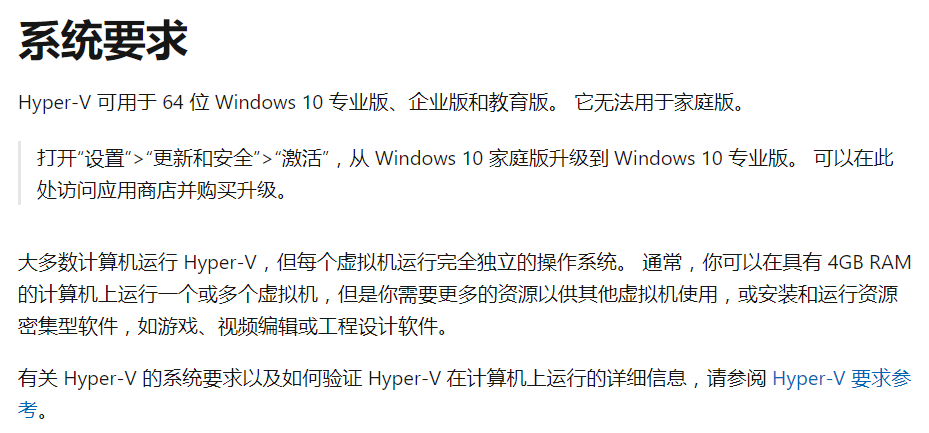 系统要求
Hyper-V 可用于 64 位 Windows 10 专业版、企业版和教育版。 它无法用于家庭版。
打开“设置”>“更新和安全”>“激活”，从 Windows 10 家庭版升级到 Windows 10 专业版。 可以在此
处访问应用商店并购买升级。
大多数计算机运行 Hyper-V，但每个虚拟机运行完全独立的操作系统。 通常，你可以在具有 4GB RAM
的计算机上运行一个或多个虚拟机，但是你需要更多的资源以供其他虚拟机使用，或安装和运行资源
密集型软件，如游戏、视频编辑或工程设计软件。
有关 Hyper-V 的系统要求以及如何验证 Hyper-V 在计算机上运行的详细信息，请参阅 Hyper-V 要求参
考。